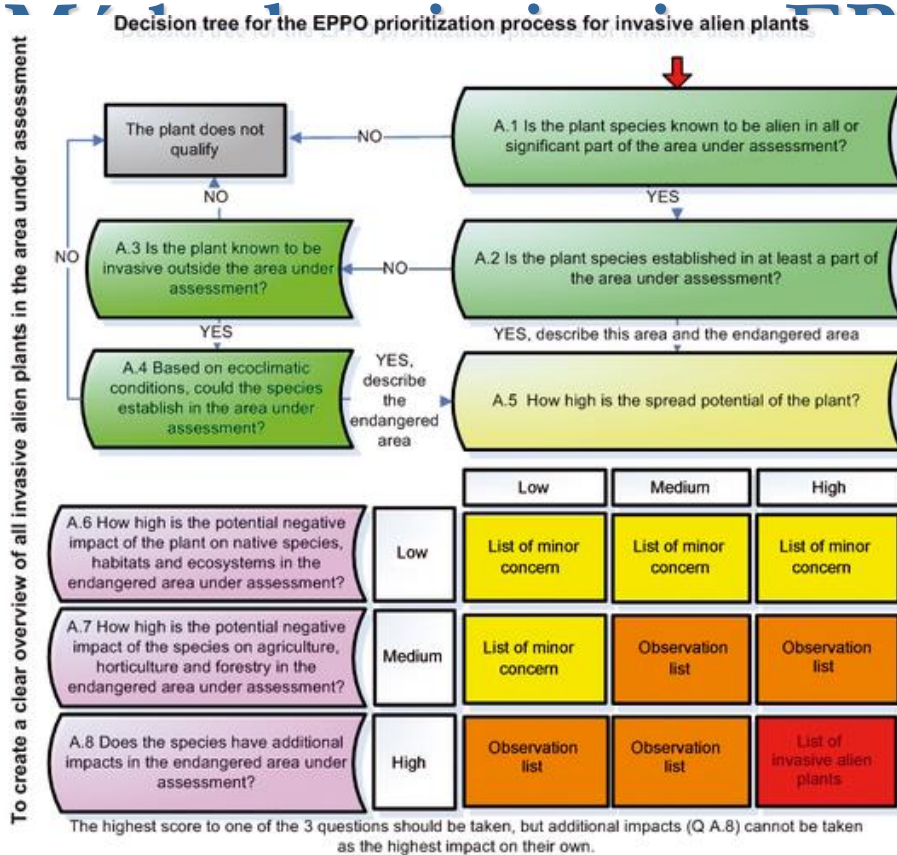 Decision tree for the EPPO prioritization process for invasive alien plants
To create a clear overview of all invasive alien plants in the area under assessment
A.1 Is the plant species known to be alien in all or
significant part of the area under assessment?
NO
The plant does not
qualify
YES
NO
A.2 Is the plant species established in at least a part of
the area under assessment?
NO
A.3 Is the plant known to be
invasive outside the area under
assessment?
NO
YES, describe this area and the endangered area
YES
A.4 Based on ecoclimatic
conditions, could the species
establish in the area under
assessment?
YES,
describe
the
endangered
area
A.5 How high is the spread potential of the plant?
Low
Medium
High
A.6 How high is the potential negative
impact of the plant on native species,
habitats and ecosystems in the
endangered area under assessment?
Low
List of minor
concern
List of minor
concern
List of minor
concern
A.7 How high is the potential negative
impact of the species on agriculture,
horticulture and forestry in the
endangered area under assessment?
Medium
List of minor
concern
Observation
list
Observation
list
A.8 Does the species have additional
impacts in the endangered area under
assessment?
High
Observation
list
Observation
list
List of
invasive alien
plants
The highest score to one of the 3 questions should be taken, but additional impacts (Q A.8) cannot be taken
as the highest impact on their own.